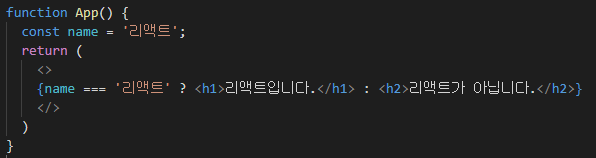 function App() {
const name = '리액트';
return (
<>
{name === '리액트' ? <h1>리액트입니다.</h1> : <h2>리액트가 아닙니다.</h2>}
</>
)
}